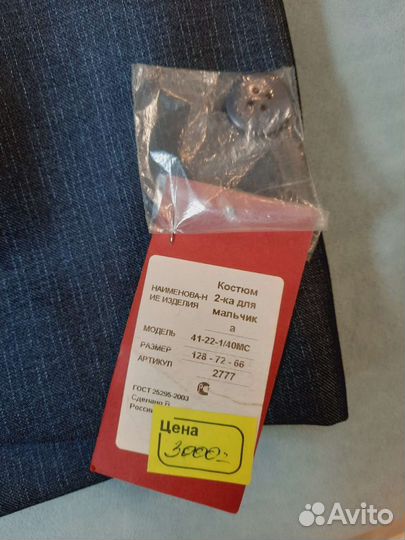 НАИМЕНОВА-Н
ИЕ ИЗДЕЛИЯ
Костюм
2-ка для
мальчик
а
МОДЕЛЬ 41-22-1/40МС
РАЗМЕР 128 - 72 - 66
АРТИКУЛ 2777
ГОСТ 25295-2003
Сделано В
России
Цена
3000=
Avito